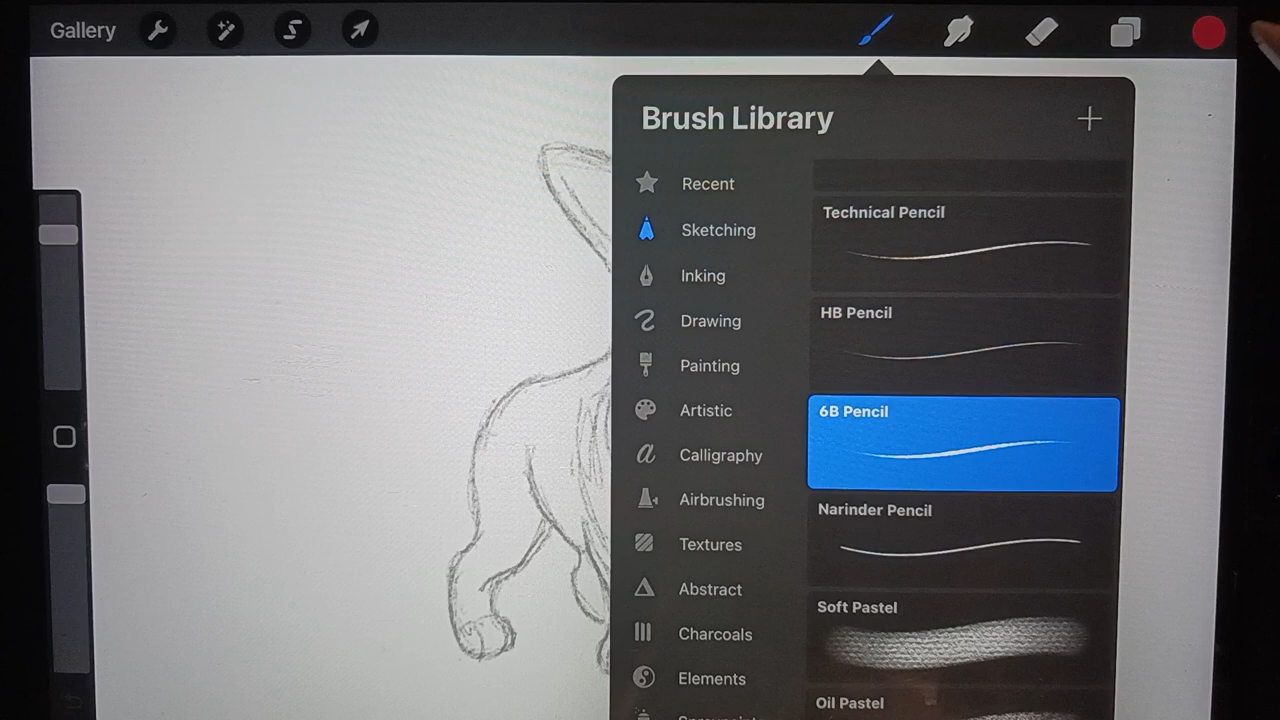 Gallery
Brush Library
Recent
Sketching
Inking
Drawing
Painting
Artistic
Calligraphy
Airbrushing
Textures
Abstract
Charcoals
Elements
Technical Pencil
HB Pencil
6B Pencil
Narinder Pencil
Soft Pastel
Oil Pastel